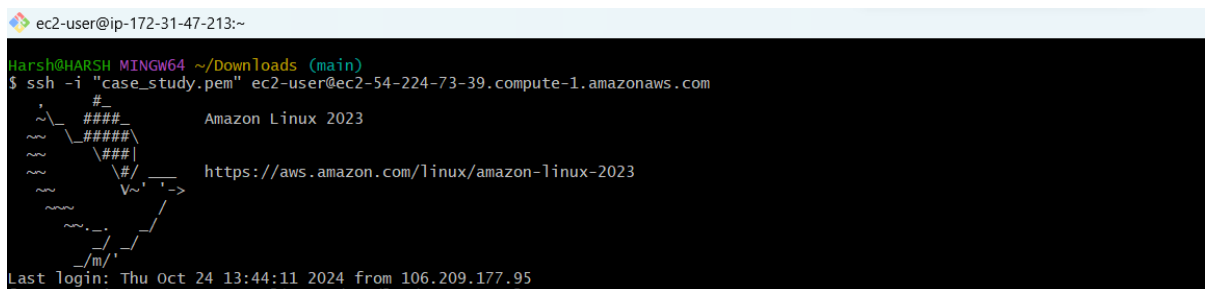 ec2-user@ip-172-31-47-213:~
Harsh@HARSH MINGW64 ~/Downloads (main)
$ ssh -i "case_study.pem" ec2-user@ec2-54-224-73-39.compute-1.amazonaws.com
   ,     #_
   ~\_  ####_        Amazon Linux 2023
  ~~  \_#####\
  ~~     \###|
  ~~       \#/ ___   https://aws.amazon.com/linux/amazon-linux-2023
   ~~       V~' '->
    ~~~         /
      ~~._.   _/
         _/ _/
       _/m/'
Last login: Thu Oct 24 13:44:11 2024 from 106.209.177.95